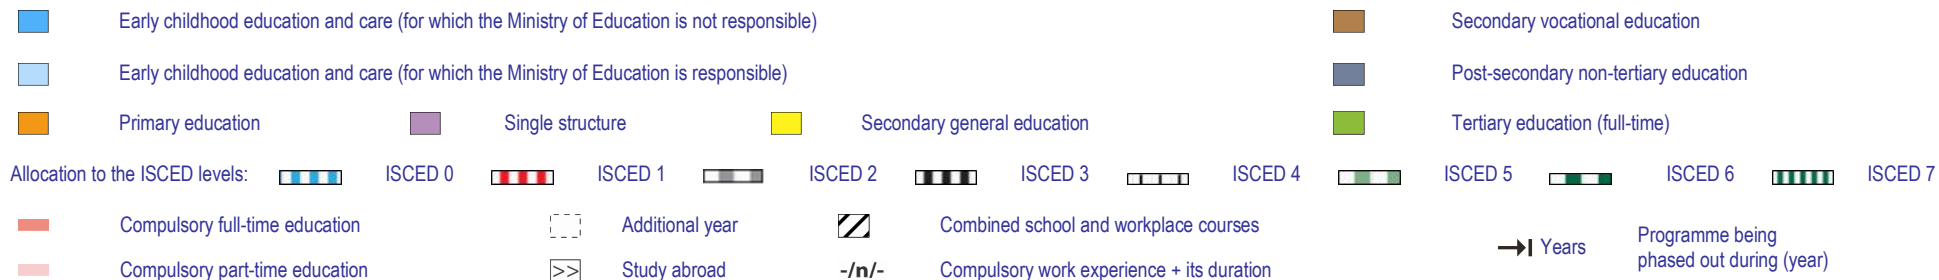 Early childhood education and care (for which the Ministry of Education is not responsible) Secondary vocational education
Early childhood education and care (for which the Ministry of Education is responsible) Post-secondary non-tertiary education
Primary education Single structure Secondary general education Tertiary education (full-time)
Allocation to the ISCED levels: ISCED 0 ISCED 1 ISCED 2 ISCED 3 ISCED 4 ISCED 5 ISCED 6 ISCED 7
Compulsory full-time education Additional year Combined school and workplace courses
Years Programme being
phased out during (year)
Compulsory part-time education >> Study abroad -/n/- Compulsory work experience + its duration